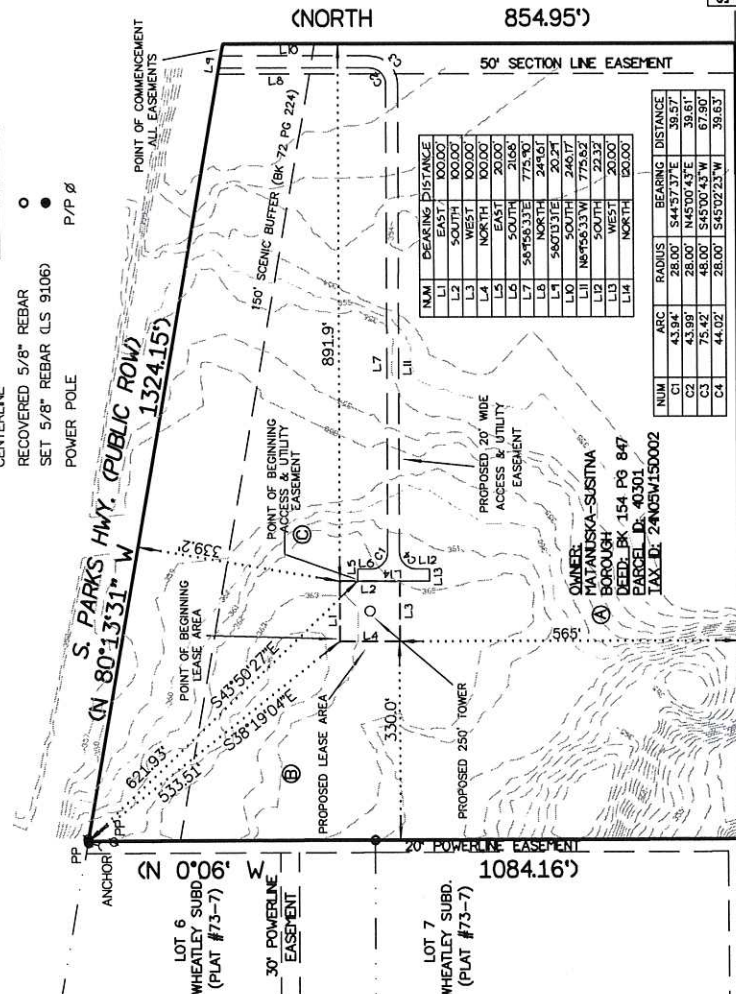 (NORTH 854.95')
CENTERLINE
RECOVERED 5/8" REBAR
SET 5/8" REBAR (LS 9106)
POWER POLE P/P Ø
POINT OF COMMENCEMENT
ALL EASEMENTS
S. PARKS HWY. (PUBLIC ROW)
(N 80°13'31" W 1324.15')
L9
L10
L8
C2
C3
50' SECTION LINE EASEMENT
150' SCENIC BUFFER (BK 72 PG 224)
891.9'
339.2'
L7
L11
POINT OF BEGINNING
ACCESS & UTILITY
EASEMENT
C
PROPOSED 20' WIDE
ACCESS & UTILITY
EASEMENT
POINT OF BEGINNING
LEASE AREA
L1
L2
L3
L4
L5
L6
C1
C4
L12
L13
L14
S43°50'27"E
621.93'
S38°19'04"E
533.51'
B
PROPOSED LEASE AREA
330.0'
PROPOSED 250' TOWER
565'
A
OWNER:
MATANUSKA-SUSITNA
BOROUGH
DEED: BK 154 PG 847
PARCEL ID: 40301
TAX ID: 24N05W15D002
NUM BEARING DISTANCE
L1 EAST 100.00'
L2 SOUTH 100.00'
L3 WEST 100.00'
L4 NORTH 100.00'
L5 EAST 20.00'
L6 SOUTH 21.68'
L7 S89°58'33"E 775.90'
L8 NORTH 249.61'
L9 S80°13'31"E 20.29'
L10 SOUTH 246.17'
L11 N89°58'33"W 775.82'
L12 SOUTH 22.32'
L13 WEST 20.00'
L14 NORTH 120.00'
NUM ARC RADIUS BEARING DISTANCE
C1 43.94' 28.00' S44°57'37"E 39.57'
C2 43.99' 28.00' N45°00'43"E 39.61'
C3 75.42' 48.00' S45°00'43"W 67.90'
C4 44.02' 28.00' S45°02'23"W 39.63'
PP
PP
ANCHOR
(N 0°06' W 1084.16')
20' POWERLINE EASEMENT
LOT 6
WHEATLEY SUBD.
(PLAT #73-7)
30' POWERLINE
EASEMENT
LOT 7
WHEATLEY SUBD.
(PLAT #73-7)